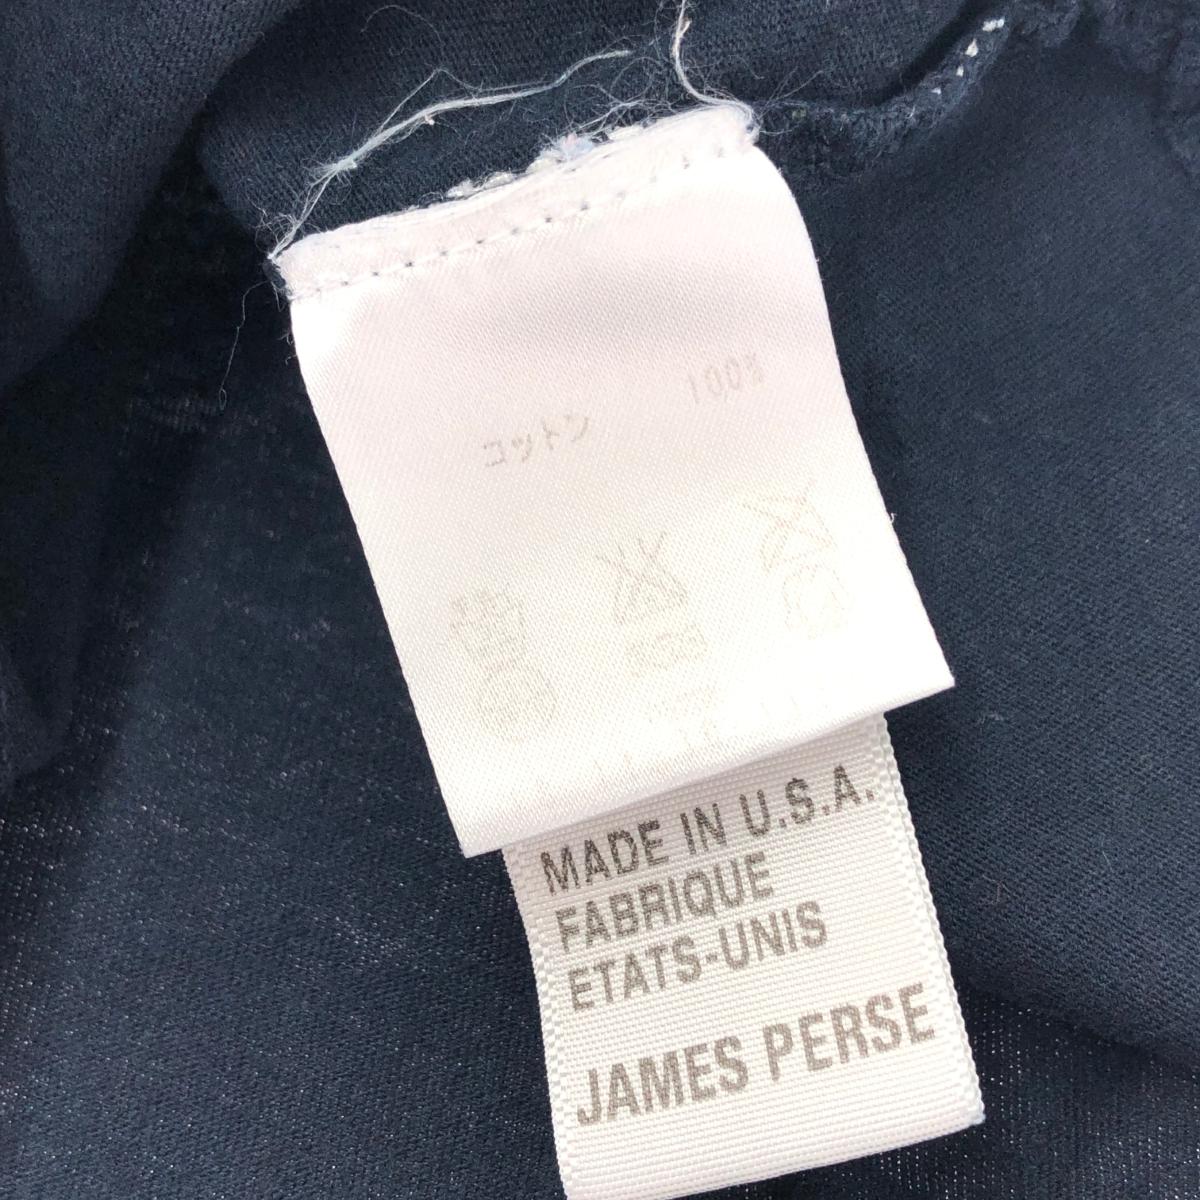 コットン 100%
MADE IN U.S.A.
FABRIQUE
ETATS-UNIS
JAMES PERSE